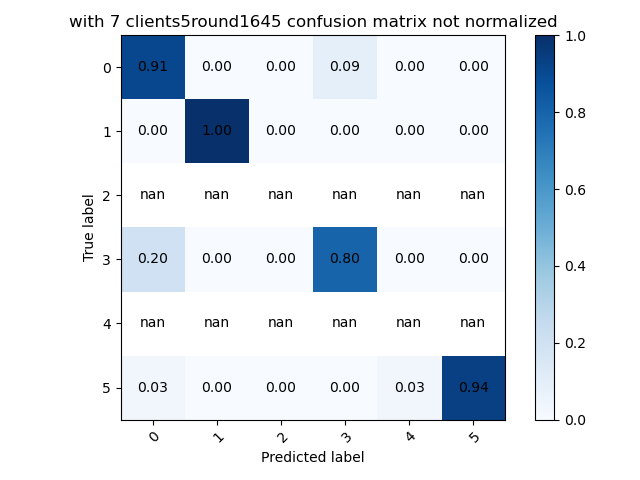 with 7 clients5round1645 confusion matrix not normalized
1.0
0 0.91 0.00 0.00 0.09 0.00 0.00
0.8
1 0.00 1.00 0.00 0.00 0.00 0.00
2 nan nan nan nan nan nan
0.6
True label
3 0.20 0.00 0.00 0.80 0.00 0.00
0.4
4 nan nan nan nan nan nan
0.2
5 0.03 0.00 0.00 0.00 0.03 0.94
0.0
0 1 2 3 4 5
Predicted label